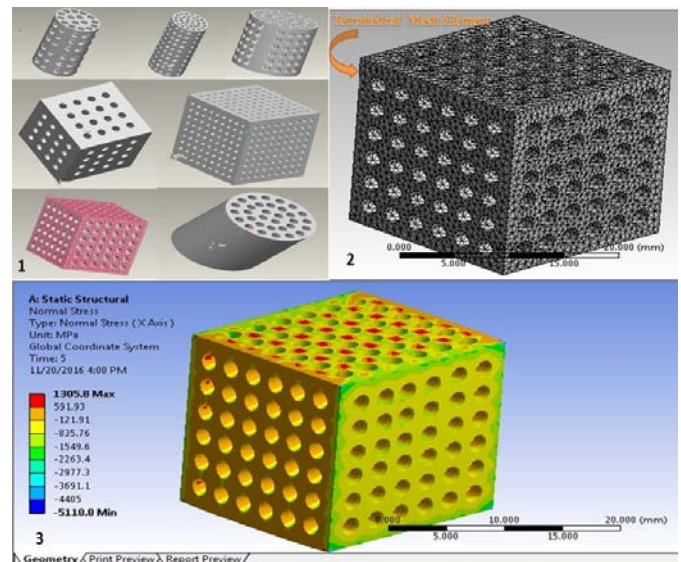 1
Tetrahedral Mesh Element
2
0.000
20.000 (mm)
5.000
15.000
A: Static Structural
Normal Stress
Type: Normal Stress ( X Axis )
Unit: MPa
Global Coordinate System
Time: 5
11/20/2016 4:00 PM
1305.8 Max
591.93
-121.91
-835.76
-1549.6
-2263.4
-2977.3
-3691.1
-4405
-5118.8 Min
3
0.000
10.000
20.000 (mm)
5.000
15.000
Geometry Print Preview Report Preview